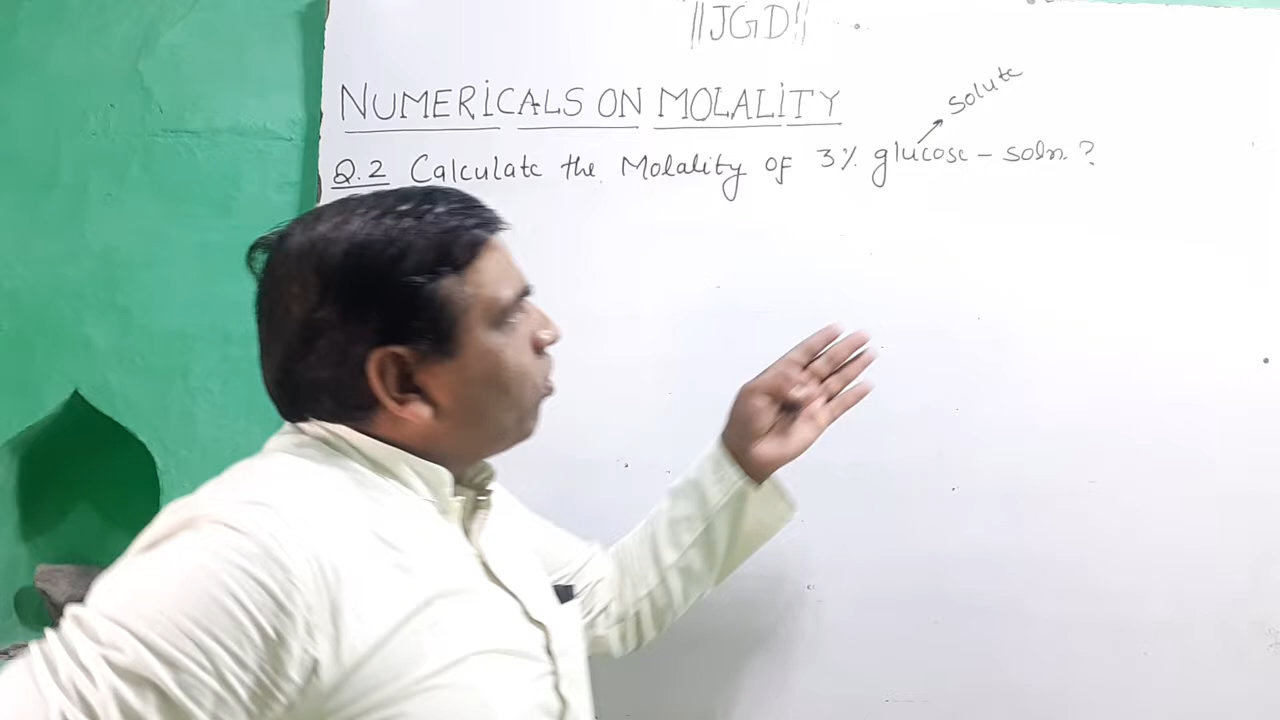 ||JGD||
NUMERICALS ON MOLALITY
solute
Q.2 Calculate the Molality of 3% glucose - soln. ?